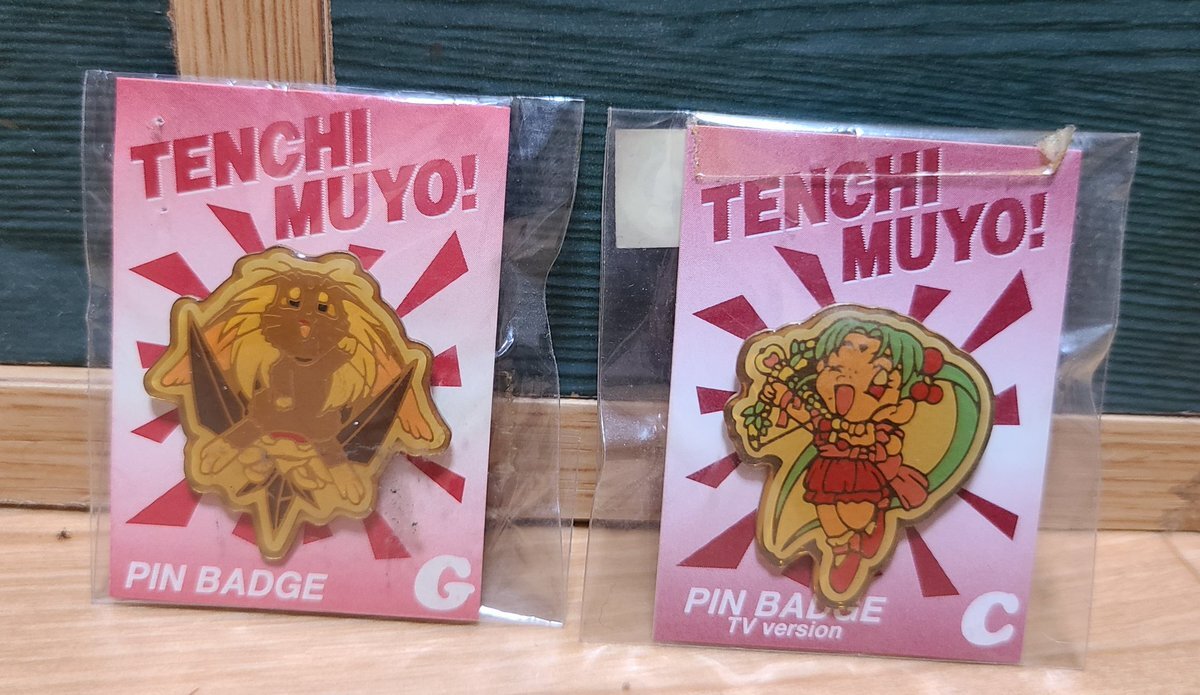 TENCHI
MUYO!
PIN BADGE
G
TENCHI
MUYO!
PIN BADGE
TV version
C